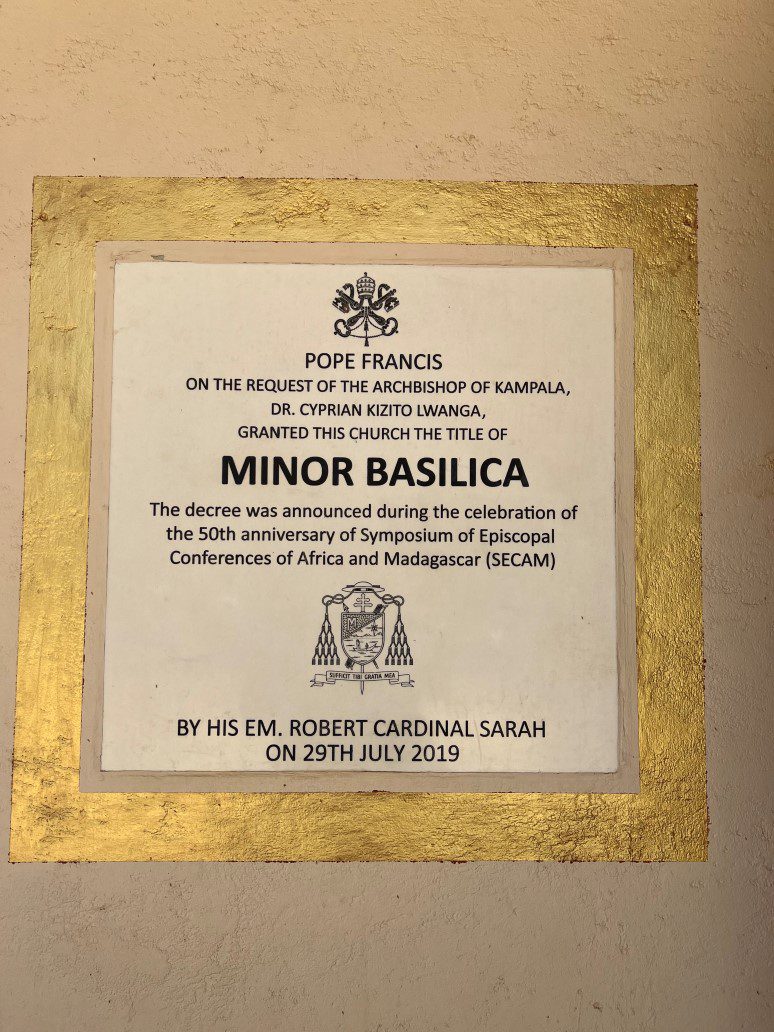 POPE FRANCIS
ON THE REQUEST OF THE ARCHBISHOP OF KAMPALA,
DR. CYPRIAN KIZITO LWANGA,
GRANTED THIS CHURCH THE TITLE OF
MINOR BASILICA
The decree was announced during the celebration of
the 50th anniversary of Symposium of Episcopal
Conferences of Africa and Madagascar (SECAM)
SUFFICIT TIBI GRATIA MEA
BY HIS EM. ROBERT CARDINAL SARAH
ON 29TH JULY 2019